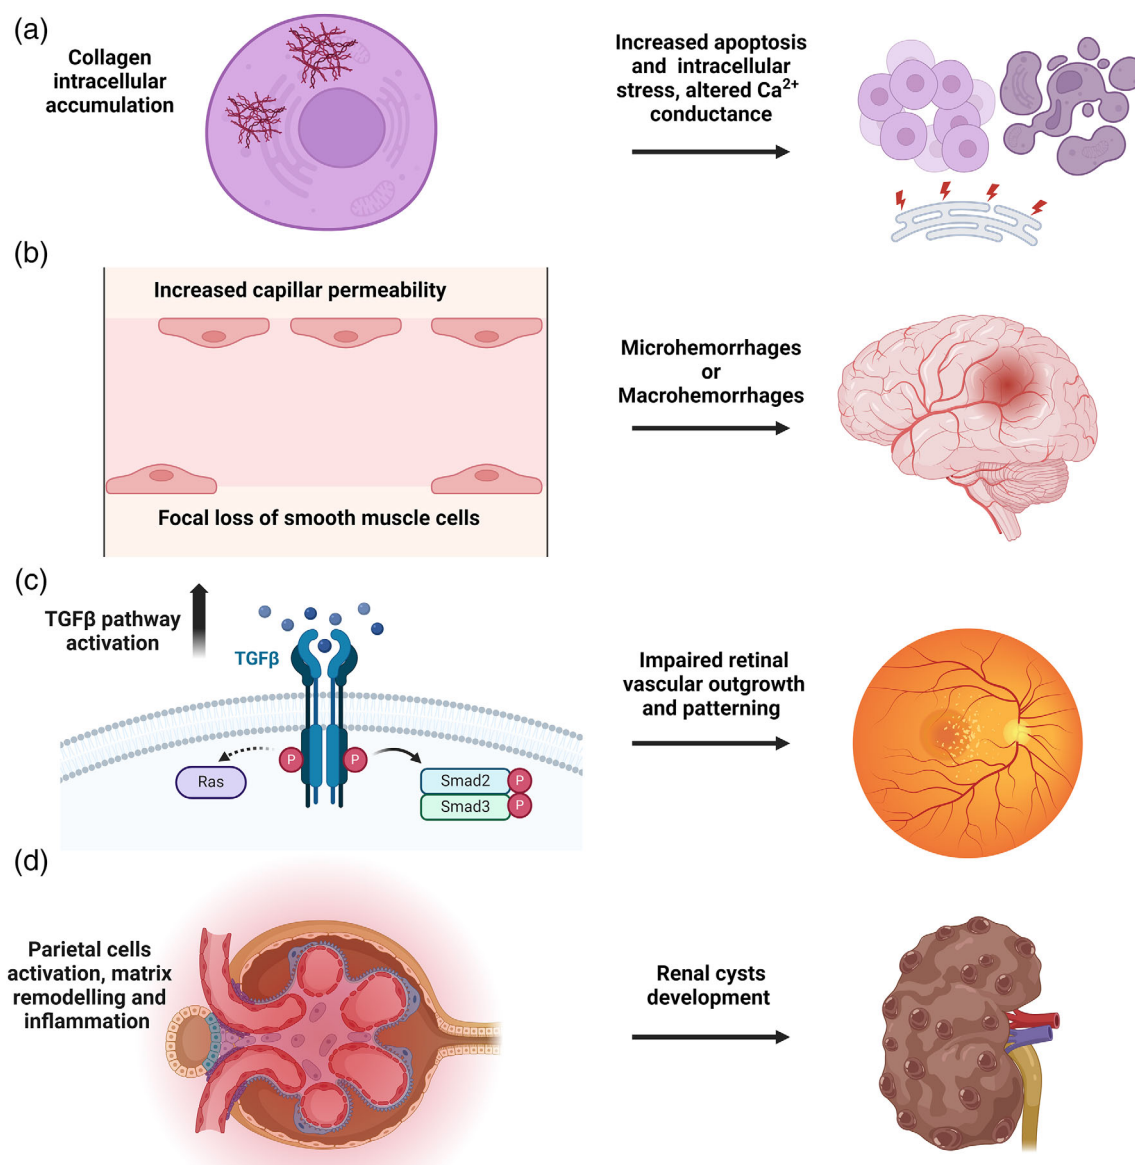 (a)
Collagen
intracellular
accumulation
Increased apoptosis
and intracellular
stress, altered Ca²⁺
conductance
(b)
Increased capillar permeability
Focal loss of smooth muscle cells
Microhemorrhages
or
Macrohemorrhages
(c)
TGFβ pathway
activation
TGFβ
P
P
Ras
Smad2
P
Smad3
P
Impaired retinal
vascular outgrowth
and patterning
(d)
Parietal cells
activation, matrix
remodelling and
inflammation
Renal cysts
development